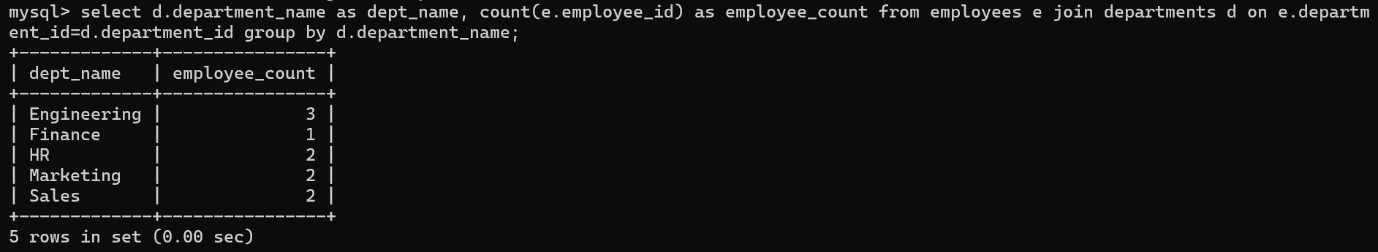 mysql> select d.department_name as dept_name, count(e.employee_id) as employee_count from employees e join departments d on e.departm
ent_id=d.department_id group by d.department_name;
+-------------+----------------+
| dept_name   | employee_count |
+-------------+----------------+
| Engineering |              3 |
| Finance     |              1 |
| HR          |              2 |
| Marketing   |              2 |
| Sales       |              2 |
+-------------+----------------+
5 rows in set (0.00 sec)